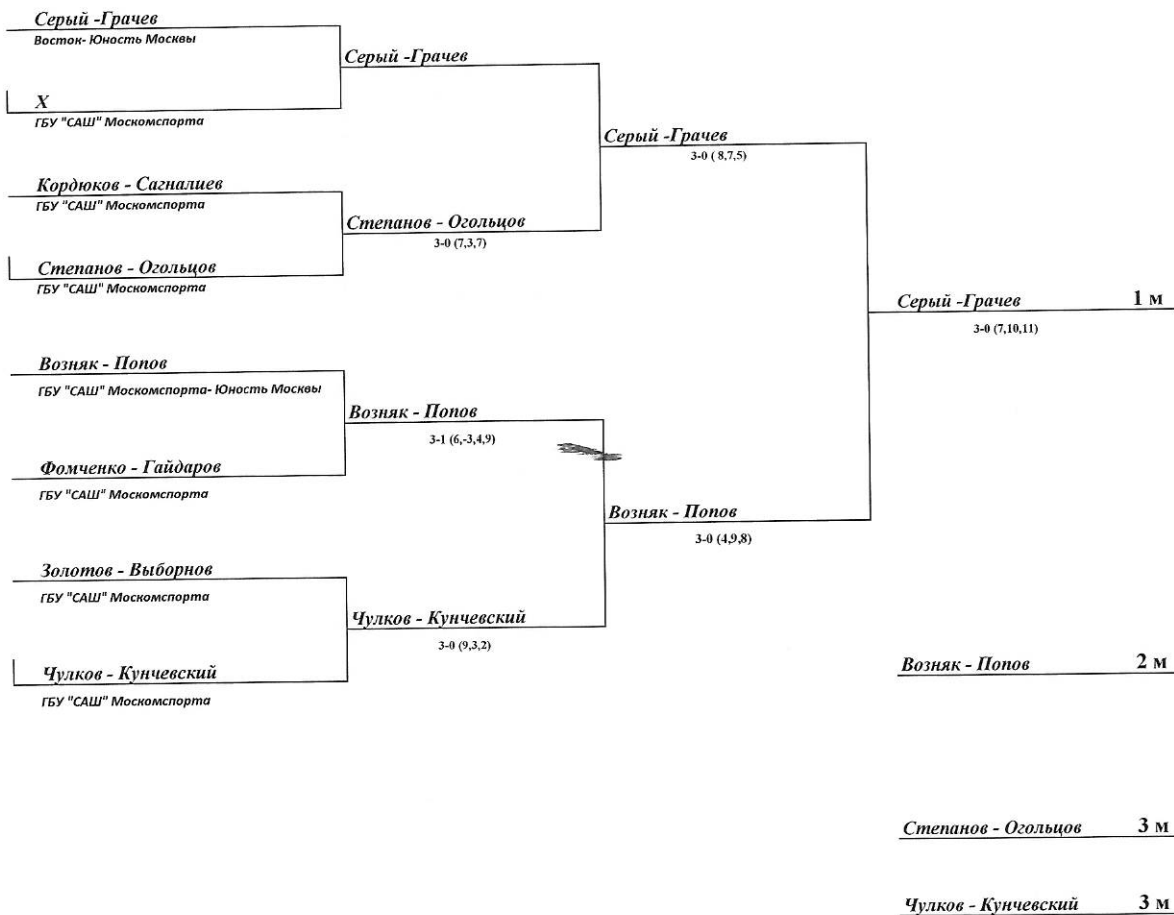 Серый -Грачев
Восток- Юность Москвы
Серый -Грачев
Х
ГБУ "САШ" Москомспорта
Серый -Грачев
3-0 ( 8,7,5)
Кордюков - Сагналиев
ГБУ "САШ" Москомспорта
Степанов - Огольцов
3-0 (7,3,7)
Степанов - Огольцов
ГБУ "САШ" Москомспорта
Серый -Грачев 1 м
3-0 (7,10,11)
Возняк - Попов
ГБУ "САШ" Москомспорта- Юность Москвы
Возняк - Попов
3-1 (6,-3,4,9)
Фомченко - Гайдаров
ГБУ "САШ" Москомспорта
Возняк - Попов
3-0 (4,9,8)
Золотов - Выборнов
ГБУ "САШ" Москомспорта
Чулков - Кунчевский
3-0 (9,3,2)
Чулков - Кунчевский
ГБУ "САШ" Москомспорта
Возняк - Попов 2 м
Степанов - Огольцов 3 м
Чулков - Кунчевский 3 м